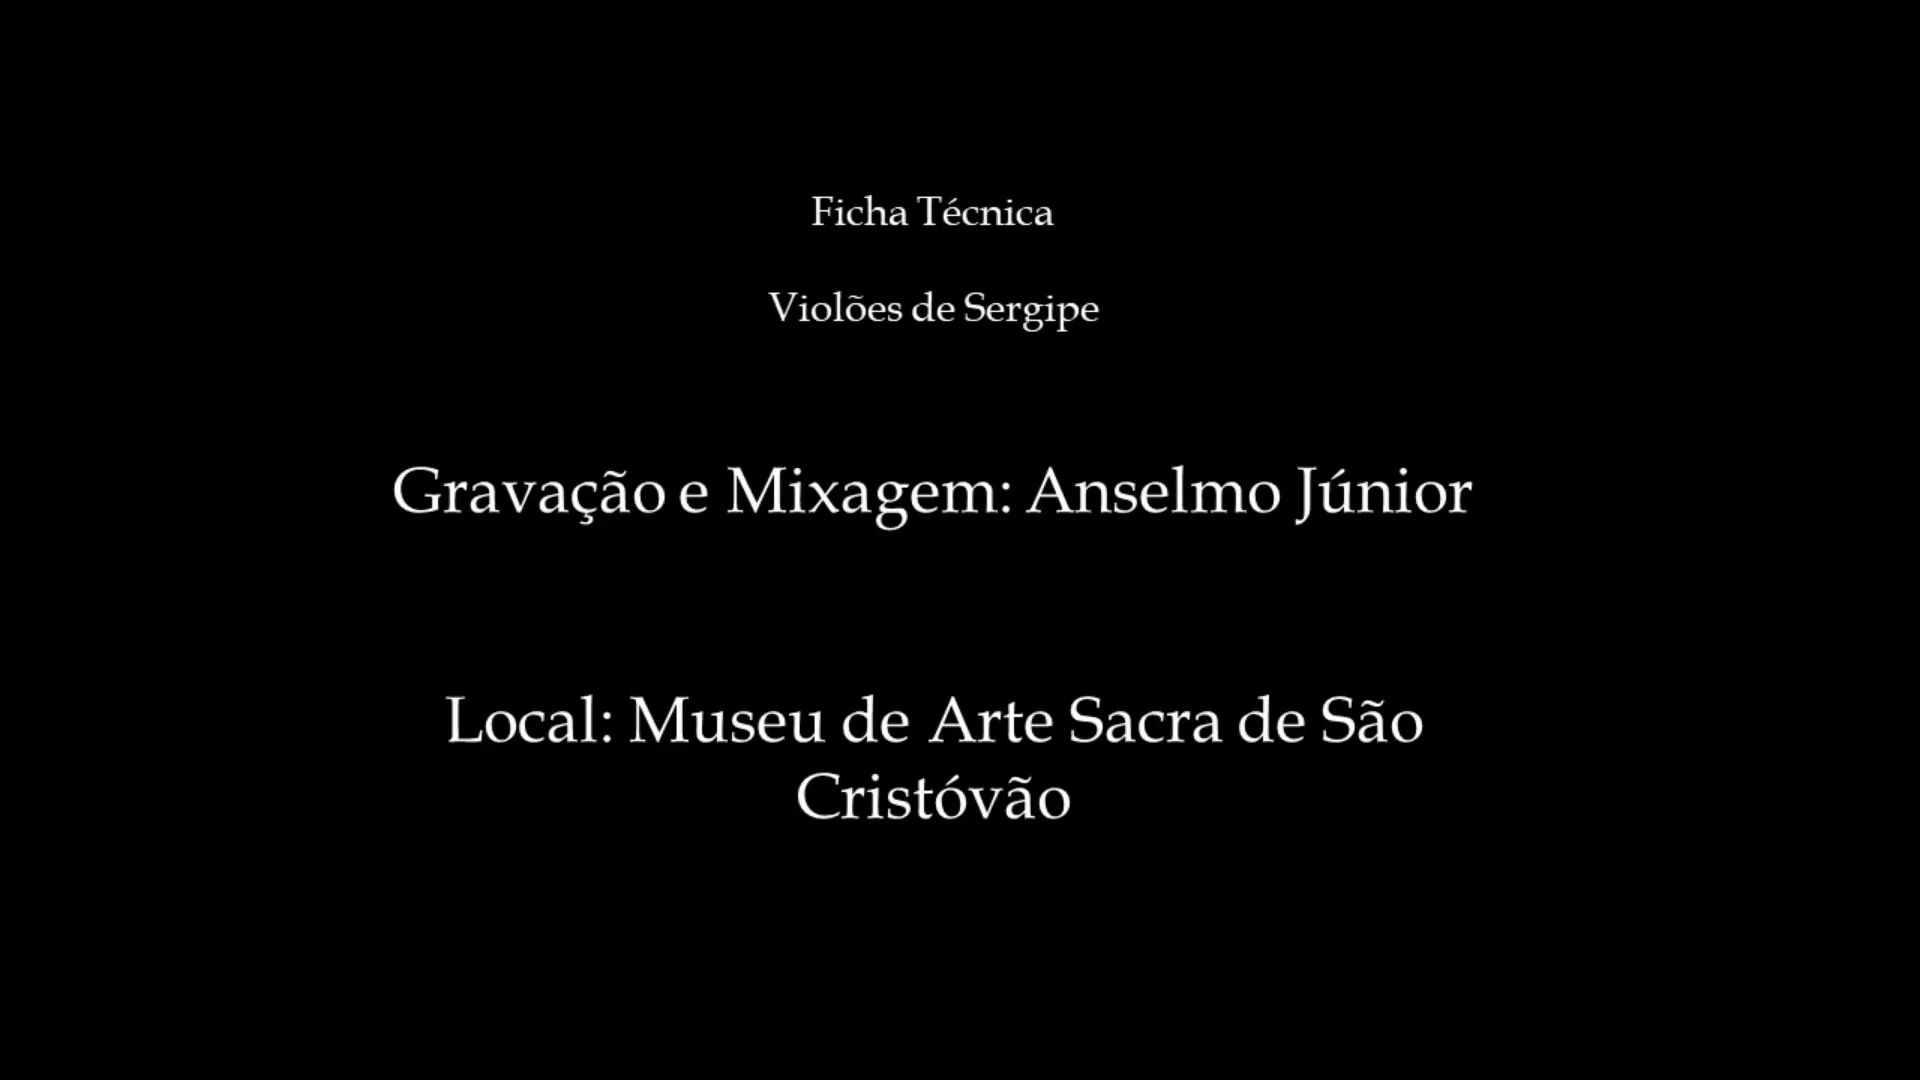 Ficha Técnica
Violões de Sergipe
Gravação e Mixagem: Anselmo Júnior
Local: Museu de Arte Sacra de São
Cristóvão